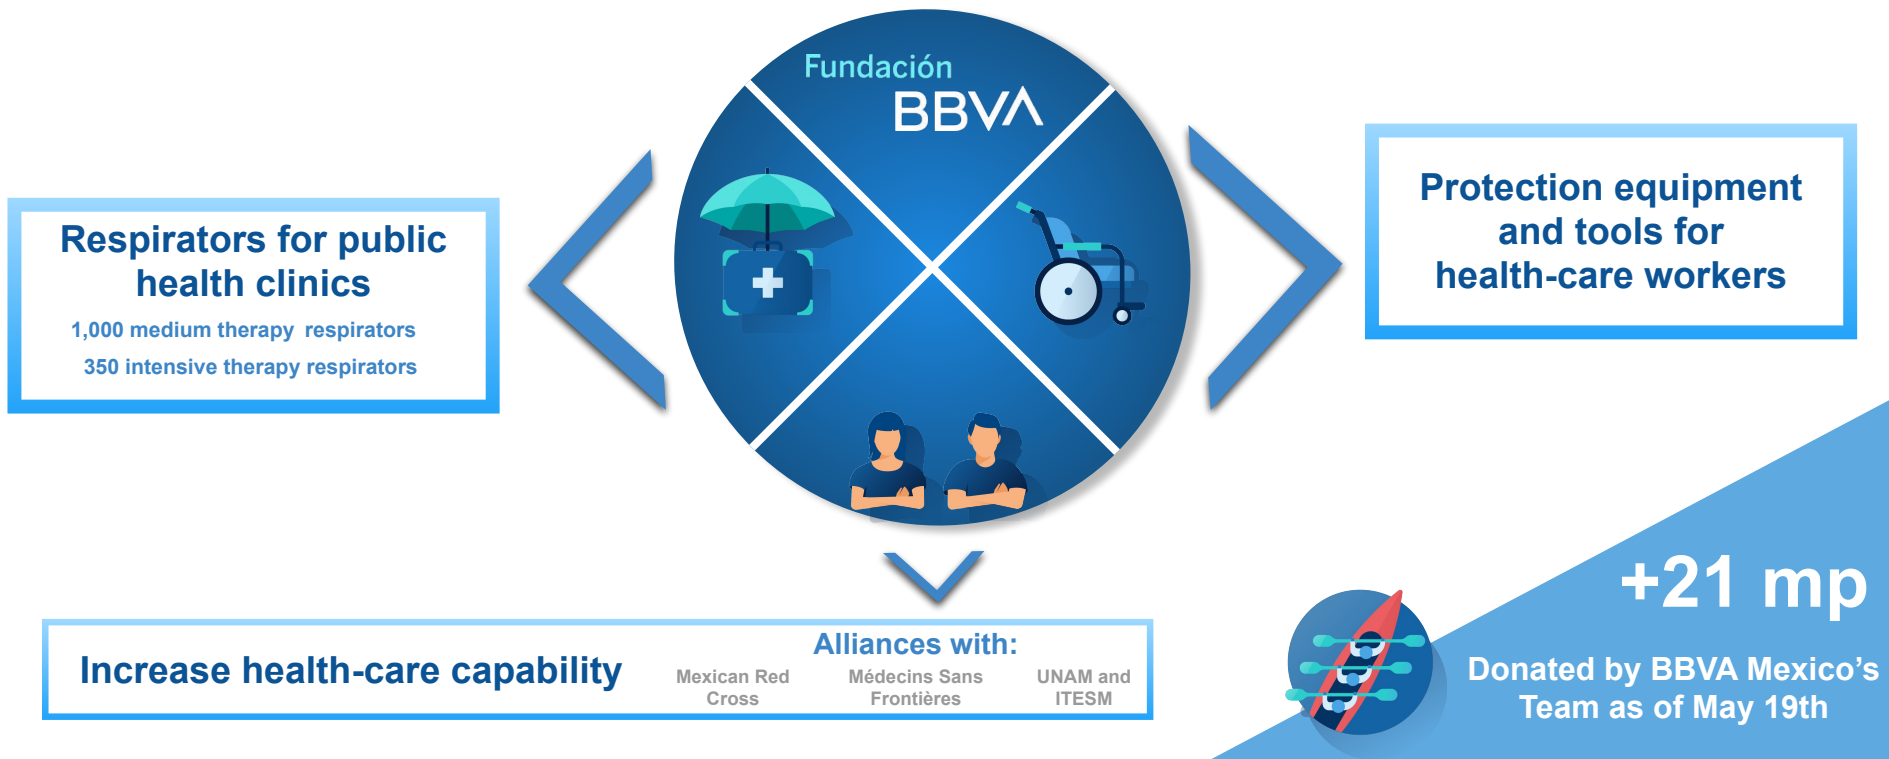 Fundación
BBVA
Respirators for public
health clinics
1,000 medium therapy respirators
350 intensive therapy respirators
Protection equipment
and tools for
health-care workers
Increase health-care capability
Alliances with:
Mexican Red
Cross
Médecins Sans
Frontières
UNAM and
ITESM
+21 mp
Donated by BBVA Mexico’s
Team as of May 19th